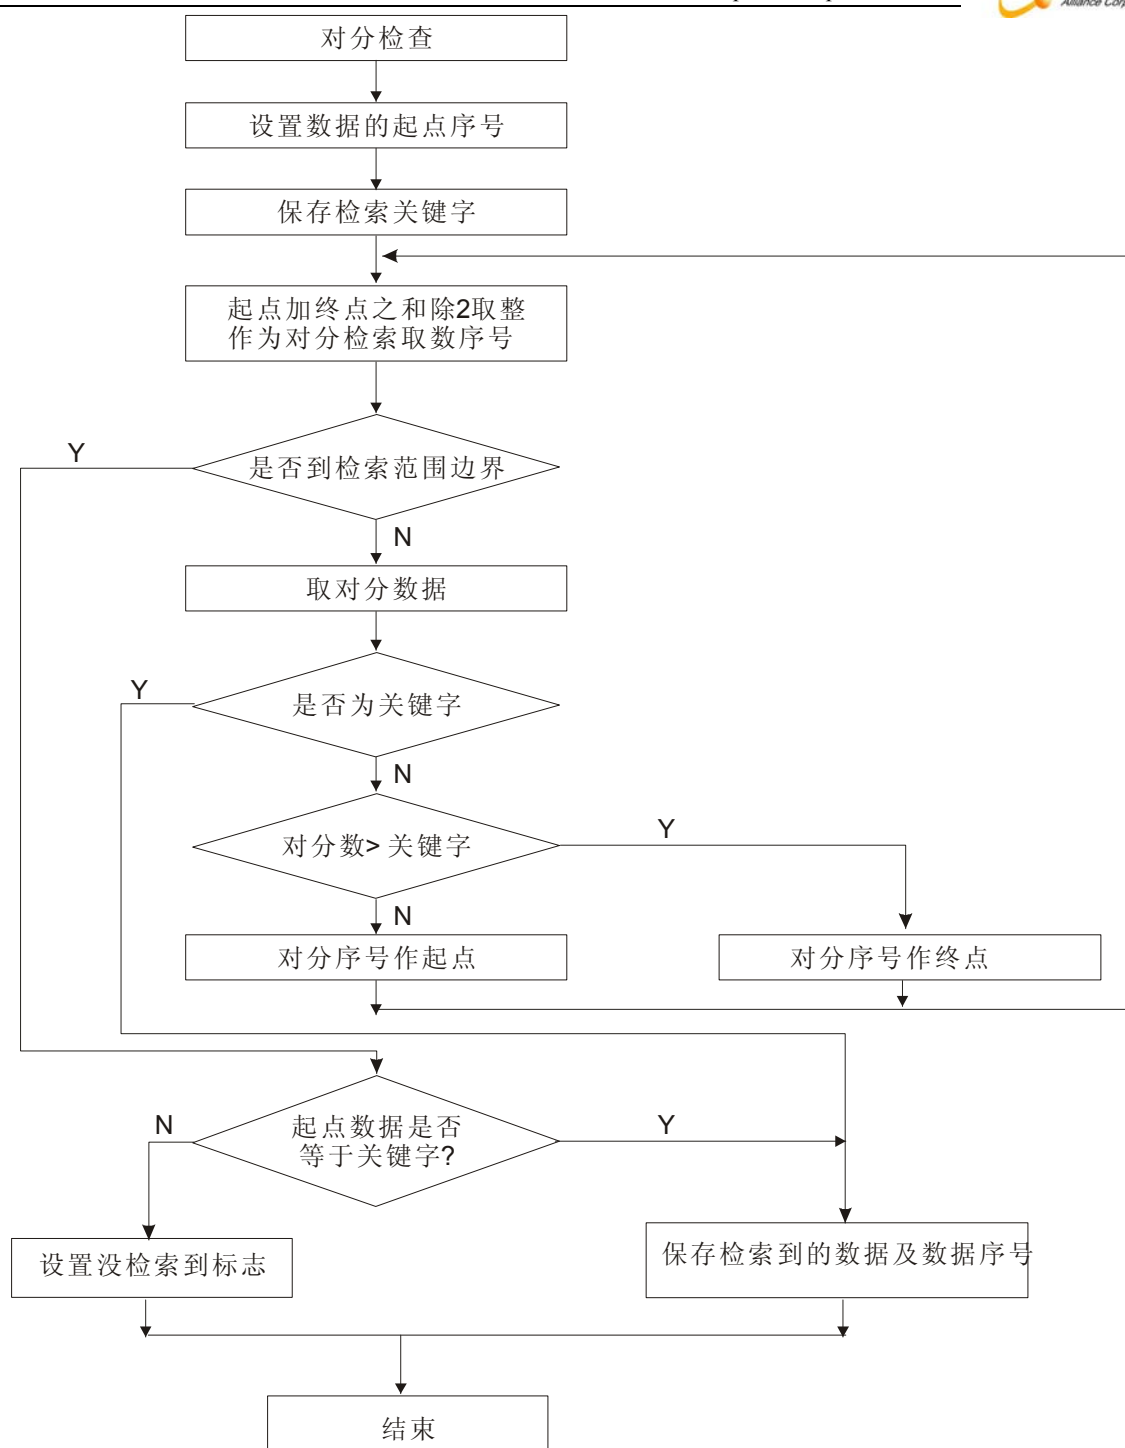 Alliance Corp
对分检查
设置数据的起点序号
保存检索关键字
起点加终点之和除2取整
作为对分检索取数序号
Y
是否到检索范围边界
N
取对分数据
Y
是否为关键字
N
对分数> 关键字
Y
N
对分序号作起点
对分序号作终点
N
起点数据是否
等于关键字?
Y
设置没检索到标志
保存检索到的数据及数据序号
结束